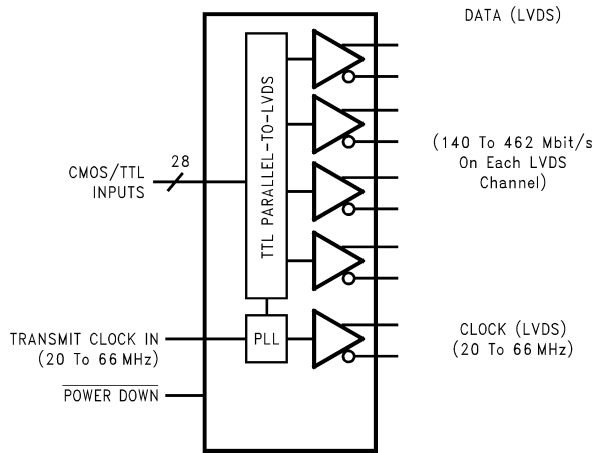 DATA (LVDS)
TTL PARALLEL-TO-LVDS
28
CMOS/TTL
INPUTS
(140 To 462 Mbit/s
On Each LVDS
Channel)
TRANSMIT CLOCK IN
(20 To 66 MHz)
PLL
CLOCK (LVDS)
(20 To 66 MHz)
POWER DOWN